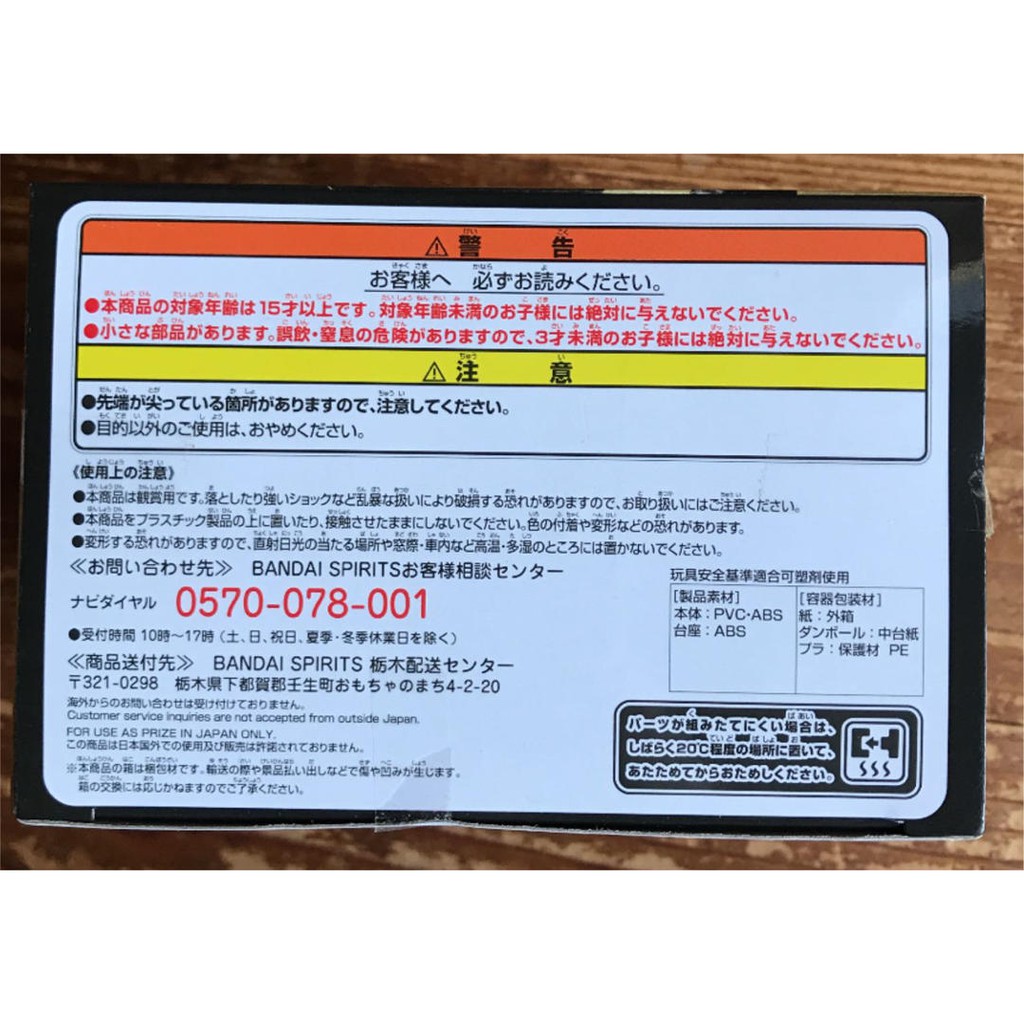 ⚠警告
お客様へ 必ずお読みください。
●本商品の対象年齢は15才以上です。対象年齢未満のお子様には絶対に与えないでください。
●小さな部品があります。誤飲・窒息の危険がありますので、3才未満のお子様には絶対に与えないでください。
⚠注意
●先端が尖っている箇所がありますので、注意してください。
●目的以外のご使用は、おやめください。
《使用上の注意》
●本商品は観賞用です。落としたり強いショックなど乱暴な扱いにより破損する恐れがありますので、お取り扱いにはご注意ください。
●本商品をプラスチック製品の上に置いたり、接触させたままにしないでください。色の付着や変形などの恐れがあります。
●変形する恐れがありますので、直射日光の当たる場所や窓際・車内など高温・多湿のところには置かないでください。
≪お問い合わせ先≫ BANDAI SPIRITSお客様相談センター
ナビダイヤル 0570-078-001
●受付時間 10時〜17時(土、日、祝日、夏季・冬季休業日を除く)
≪商品送付先≫ BANDAI SPIRITS 栃木配送センター
〒321-0298 栃木県下都賀郡壬生町おもちゃのまち4-2-20
海外からのお問い合わせは受け付けておりません。
Customer service inquiries are not accepted from outside Japan.
FOR USE AS PRIZE IN JAPAN ONLY.
この商品は日本国外での使用及び販売は許諾されておりません。
※本商品の箱は梱包材です。輸送の際や景品払い出しなどで傷や凹みが生じます。
箱の交換には応じかねますのでご了承ください。
玩具安全基準適合可塑剤使用
[製品素材]
本体:PVC・ABS
台座:ABS
[容器包装材]
紙:外箱
ダンボール:中台紙
プラ:保護材 PE
パーツが組みたてにくい場合は、
しばらく20℃程度の場所に置いて、
あたためてからおためしください。